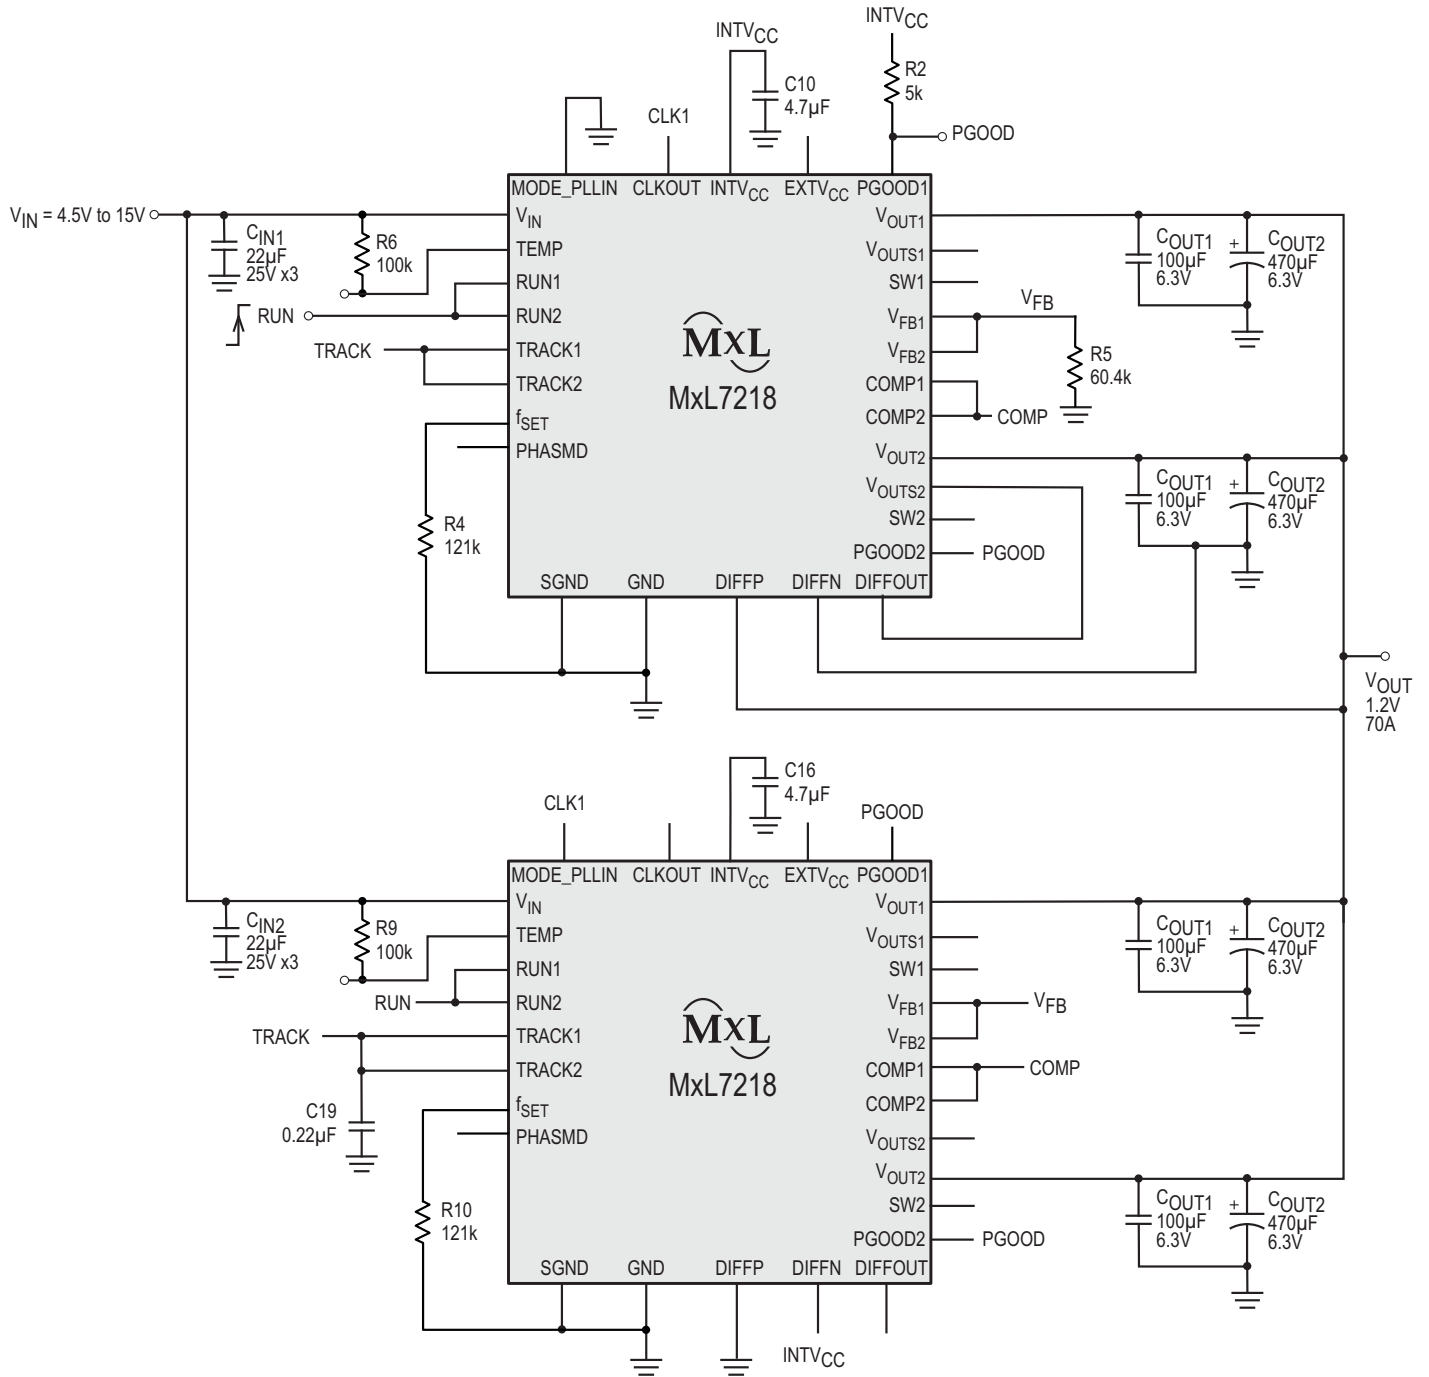 INTVCC
INTVCC
R2
5k
C10
4.7µF
CLK1
PGOOD
MODE_PLLIN CLKOUT INTVCC EXTVCC PGOOD1
VIN = 4.5V to 15V
VIN
VOUT1
CIN1
22µF
25V x3
R6
100k
TEMP
VOUTS1
COUT1
100µF
6.3V
+
COUT2
470µF
6.3V
RUN1
SW1
RUN
RUN2
VFB1
VFB
MXL
MxL7218
TRACK
TRACK1
VFB2
R5
60.4k
TRACK2
COMP1
COMP2
COMP
fSET
PHASMD
VOUT2
VOUTS2
COUT1
100µF
6.3V
+
COUT2
470µF
6.3V
SW2
R4
121k
PGOOD2
PGOOD
SGND GND DIFFP DIFFN DIFFOUT
VOUT
1.2V
70A
C16
4.7µF
CLK1
PGOOD
MODE_PLLIN CLKOUT INTVCC EXTVCC PGOOD1
VIN
VOUT1
CIN2
22µF
25V x3
R9
100k
TEMP
VOUTS1
COUT1
100µF
6.3V
+
COUT2
470µF
6.3V
RUN1
SW1
RUN
RUN2
VFB1
VFB
MXL
MxL7218
TRACK
TRACK1
VFB2
TRACK2
COMP1
COMP
C19
0.22µF
fSET
COMP2
PHASMD
VOUTS2
VOUT2
R10
121k
SW2
COUT1
100µF
6.3V
+
COUT2
470µF
6.3V
PGOOD2
PGOOD
SGND GND DIFFP DIFFN DIFFOUT
INTVCC